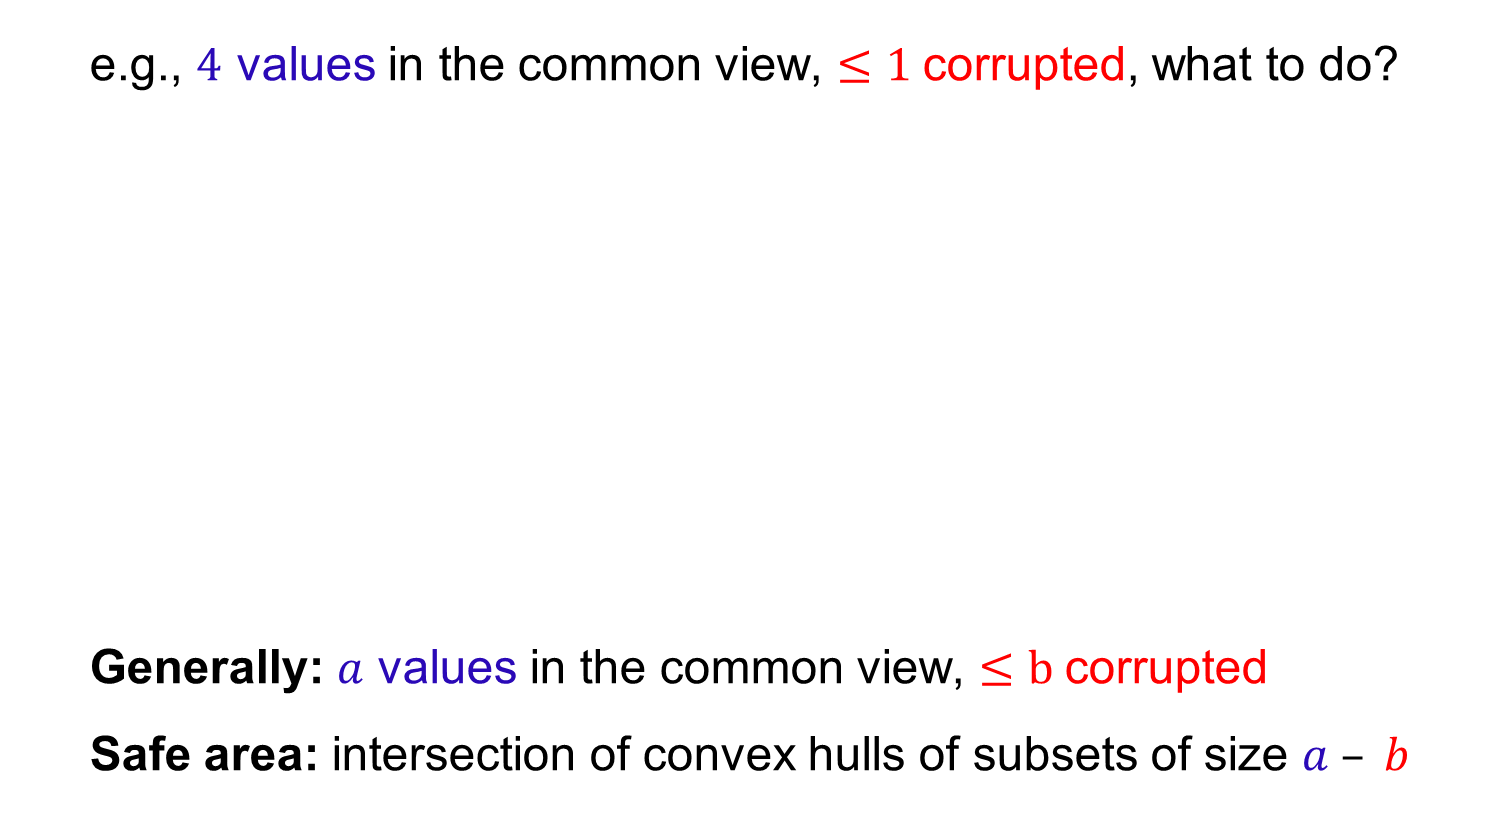 e.g., 4 values in the common view, ≤ 1 corrupted, what to do?
Generally: a values in the common view, ≤ b corrupted
Safe area: intersection of convex hulls of subsets of size a – b